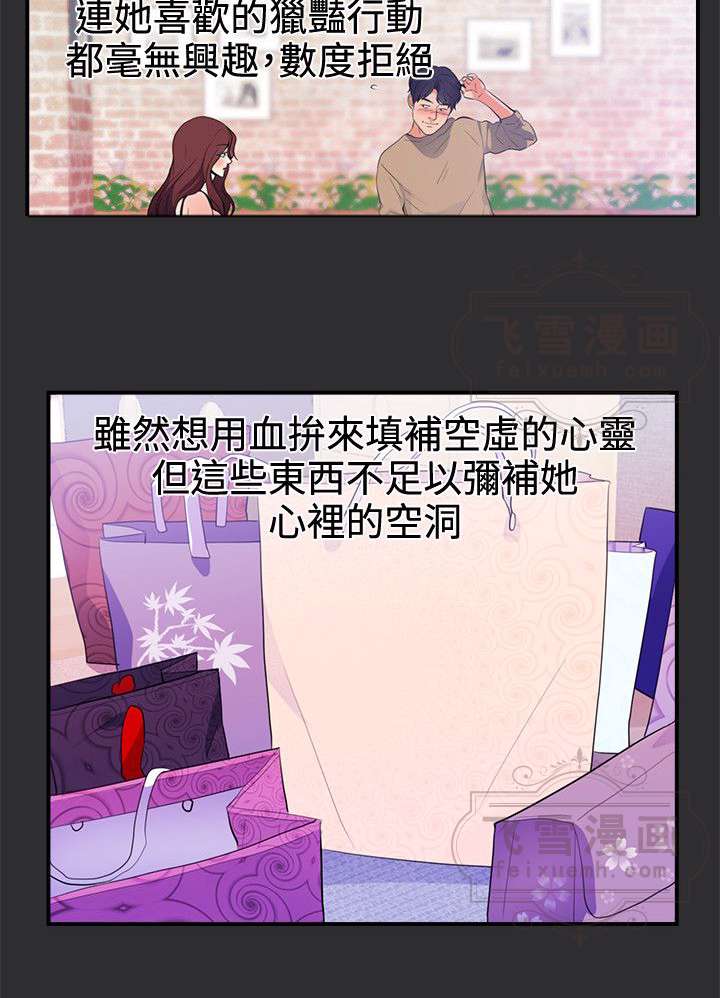 連她喜歡的獵豔行動
都毫無興趣，數度拒絕
飞雪漫画
feixuemh.com
雖然想用血拚來填補空虛的心靈
但這些東西不足以彌補她
心裡的空洞
飞雪漫画
feixuemh.com